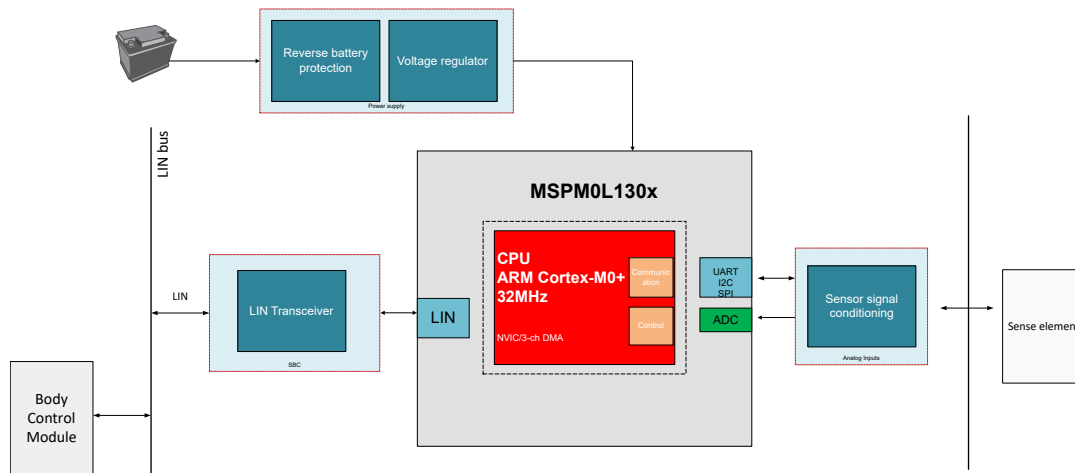 Reverse battery
protection
Voltage regulator
Power supply
LIN bus
MSPM0L130x
CPU
ARM Cortex-M0+
32MHz
NVIC/3-ch DMA
Communic
ation
Control
UART
I2C
SPI
ADC
LIN
LIN
LIN Transceiver
SBC
Sensor signal
conditioning
Analog Inputs
Sense element
Body
Control
Module